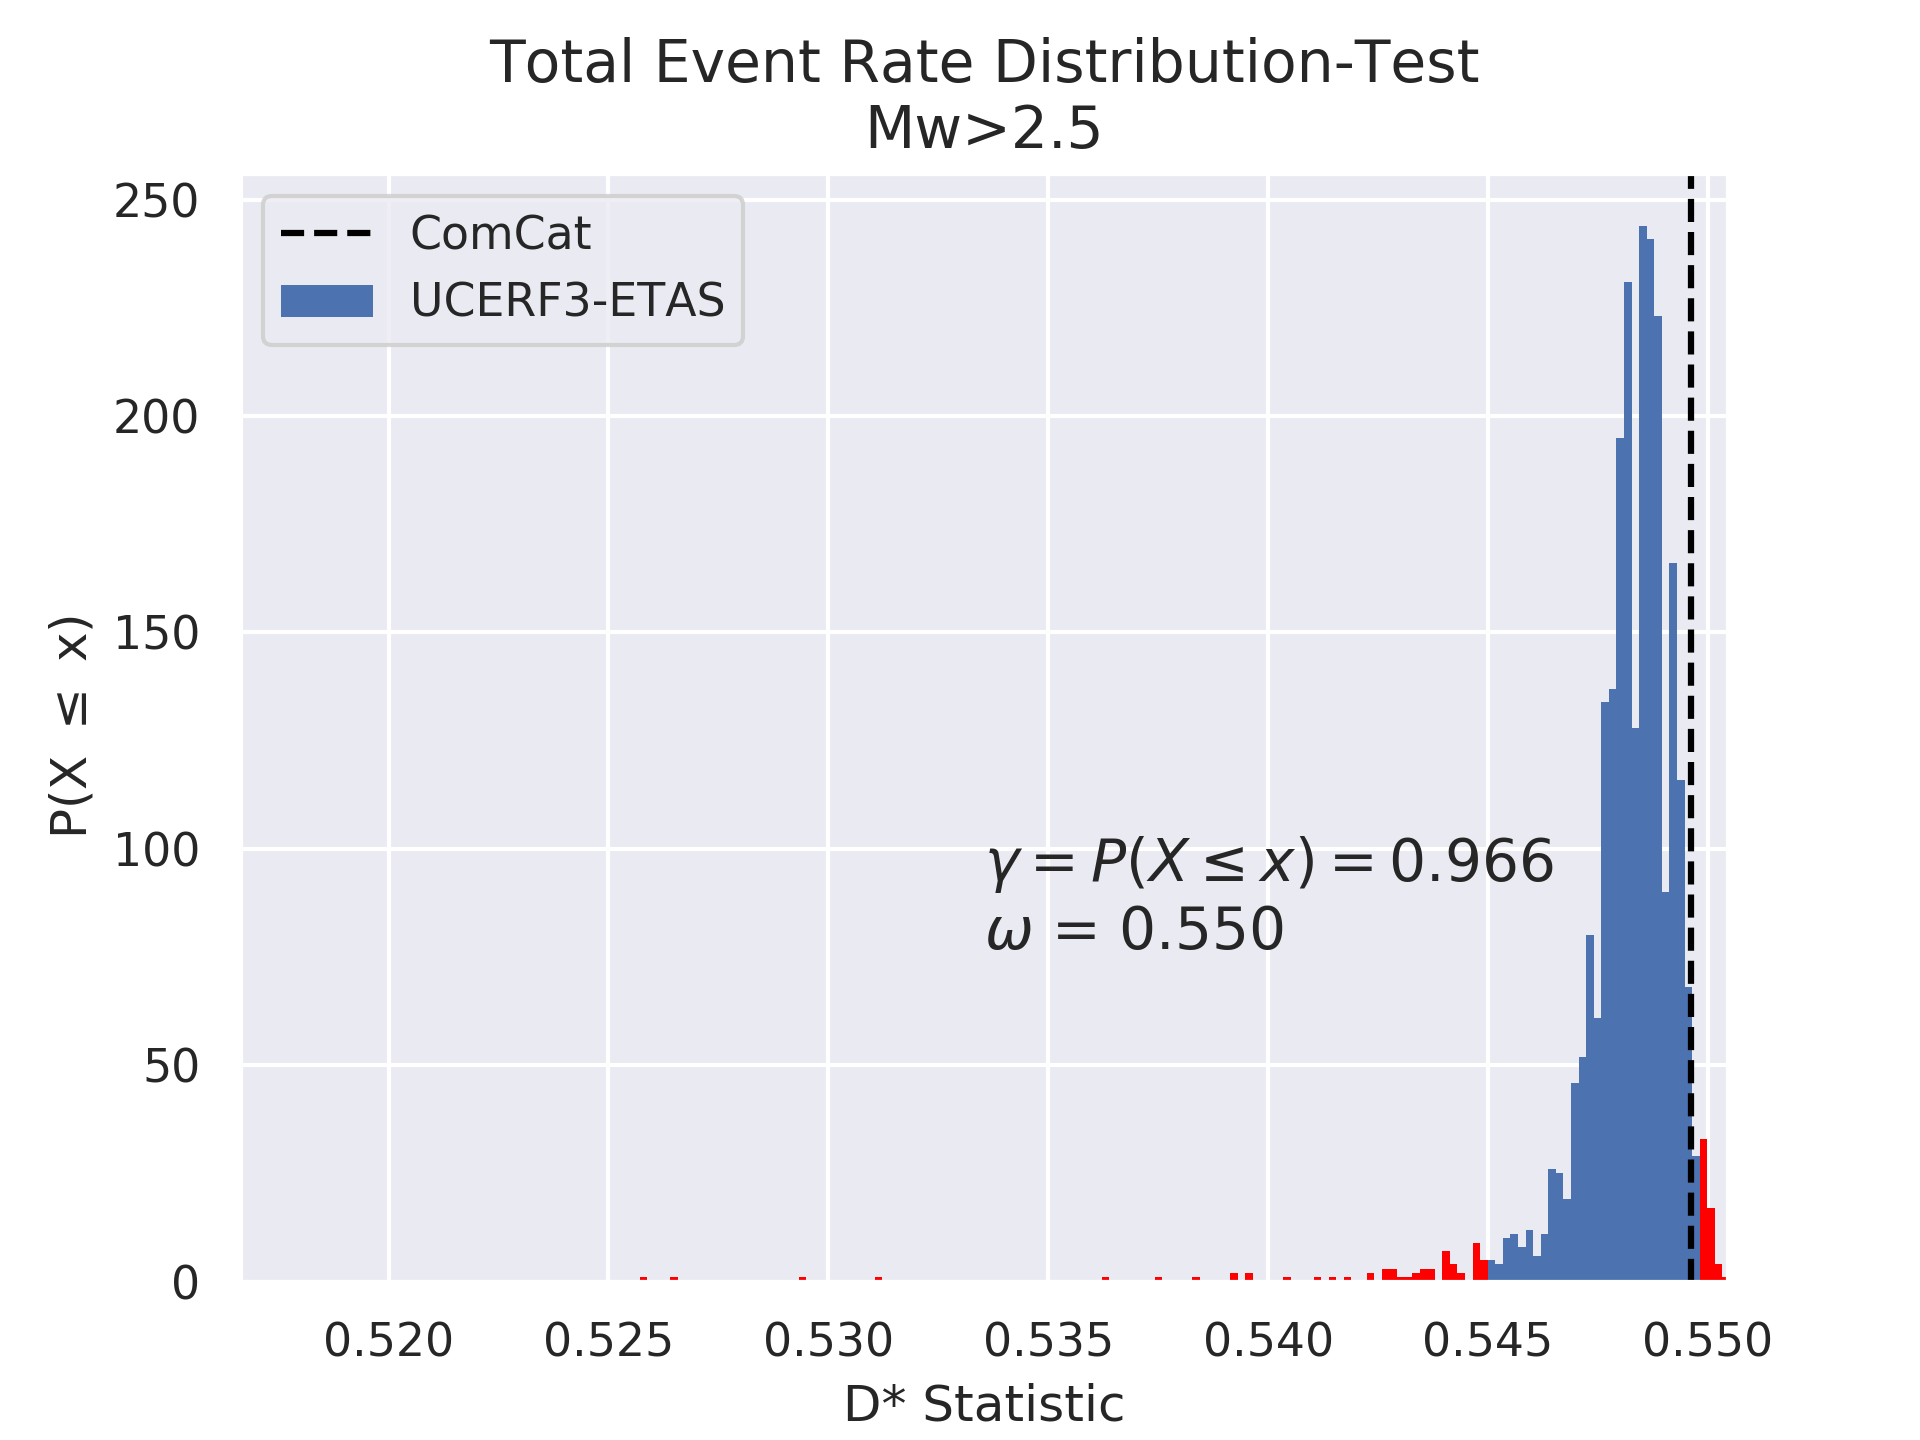 Total Event Rate Distribution-Test
Mw>2.5
ComCat
UCERF3-ETAS
250
200
150
100
50
0
P(X ≤ x)
γ = P(X ≤ x) = 0.966
ω = 0.550
0.520 0.525 0.530 0.535 0.540 0.545 0.550
D* Statistic